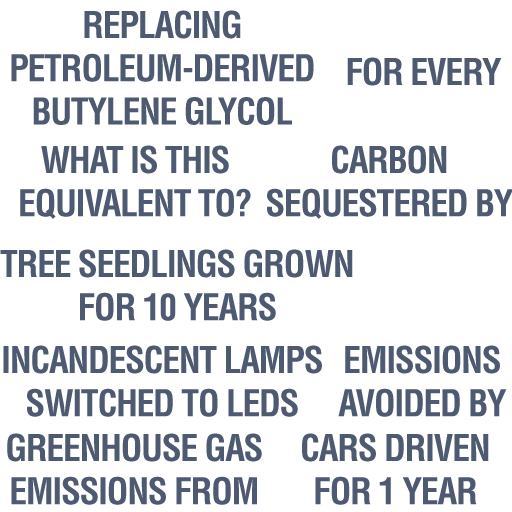 REPLACING
PETROLEUM-DERIVED
BUTYLENE GLYCOL
FOR EVERY
WHAT IS THIS
EQUIVALENT TO?
CARBON
SEQUESTERED BY
TREE SEEDLINGS GROWN
FOR 10 YEARS
INCANDESCENT LAMPS
SWITCHED TO LEDS
EMISSIONS
AVOIDED BY
GREENHOUSE GAS
EMISSIONS FROM
CARS DRIVEN
FOR 1 YEAR